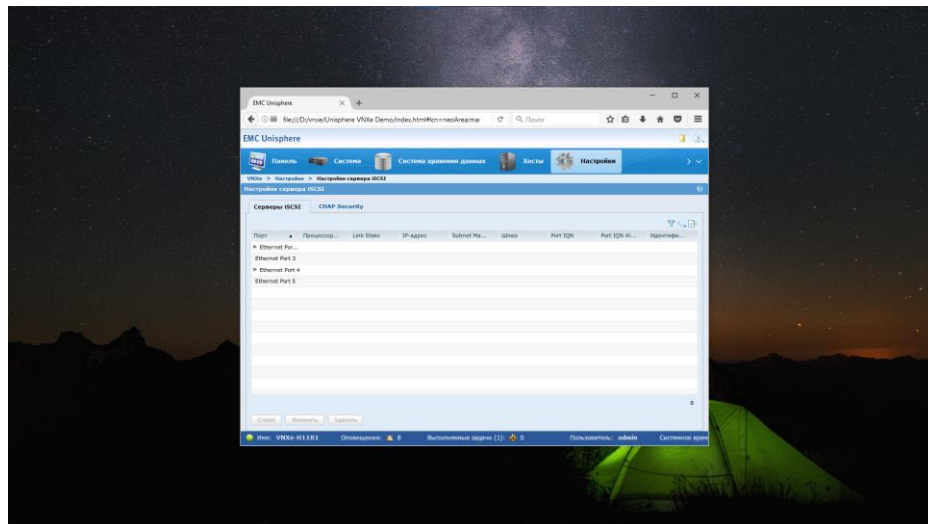 EMC Unisphere
file:///D:/vnxe/Unisphere VNXe Demo/index.html#lcn=neoArea:ma
Поиск
EMC Unisphere
Панель Система Система хранения данных Хосты Настройки
VNXe > Настройки > Настройки сервера iSCSI
Настройки сервера iSCSI
Серверы iSCSI CHAP Security
Порт Процессор... Link State IP-адрес Subnet Ma... Шлюз Port IQN Port IQN Al... Идентифи...
Ethernet Por...
Ethernet Port 3
Ethernet Port 4
Ethernet Port 5
Create Изменить Удалить
Имя: VNXe-H1181 Оповещения: 8 Выполняемые задачи (1): 0 Пользователь: admin Системное врем